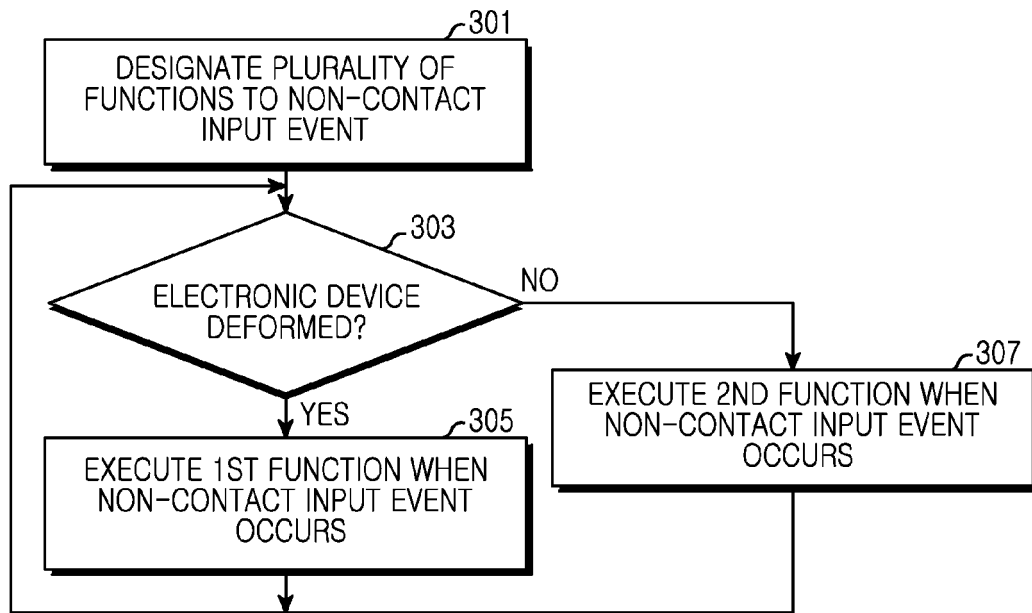 301
DESIGNATE PLURALITY OF
FUNCTIONS TO NON-CONTACT
INPUT EVENT
303
ELECTRONIC DEVICE
DEFORMED?
NO
YES
305
EXECUTE 1ST FUNCTION WHEN
NON-CONTACT INPUT EVENT
OCCURS
307
EXECUTE 2ND FUNCTION WHEN
NON-CONTACT INPUT EVENT
OCCURS